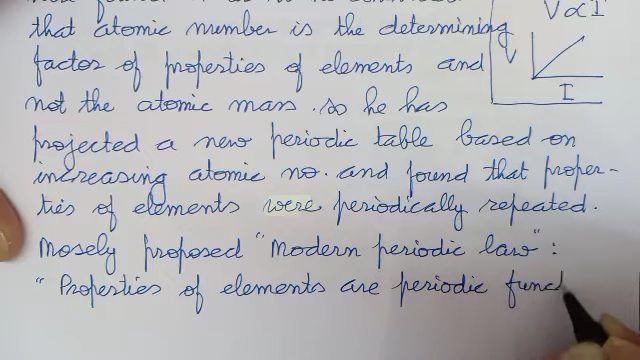 that atomic number is the determining
factor of properties of elements and
not the atomic mass. so he has
projected a new periodic table based on
increasing atomic no. and found that proper-
ties of elements were periodically repeated.
Mosely proposed "Modern periodic law" :
"Properties of elements are periodic func
V ∝ I
V
I